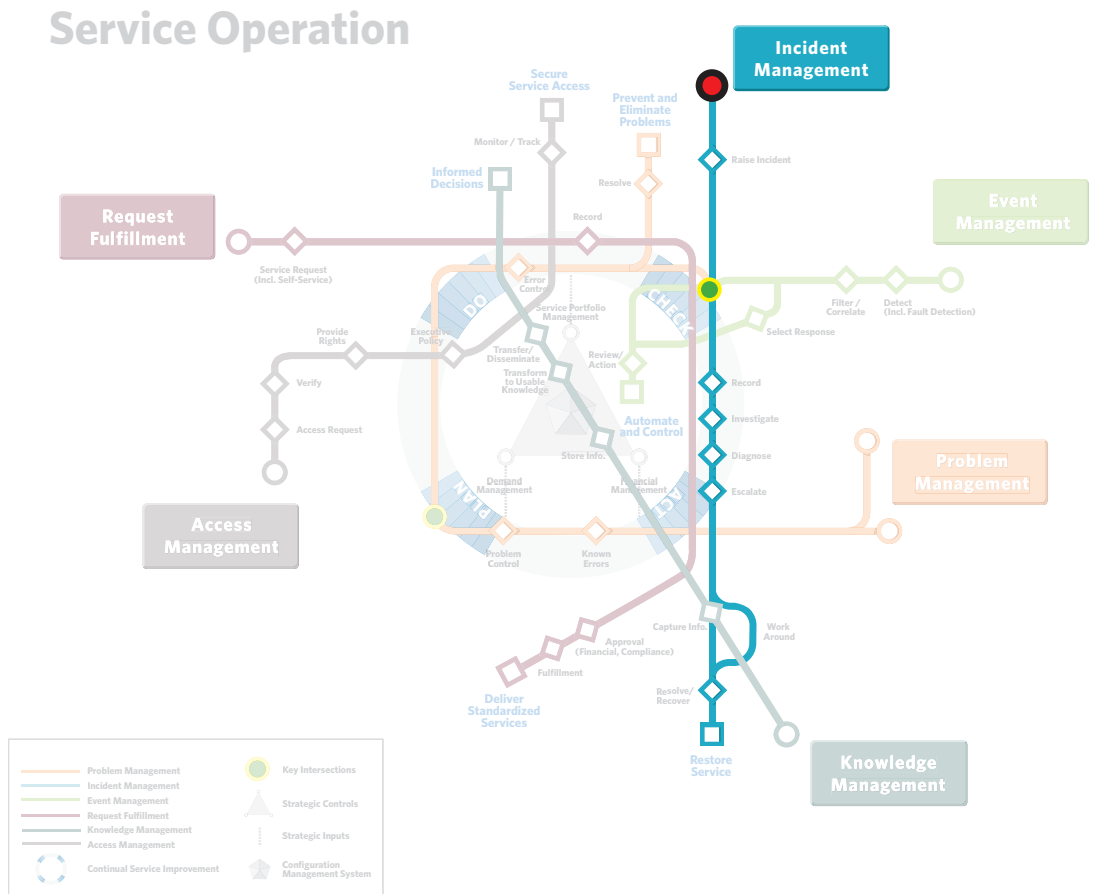 Service Operation
Incident
Management
Secure
Service Access
Prevent and
Eliminate
Problems
Monitor / Track
Raise Incident
Informed
Decisions
Resolve
Event
Management
Request
Fulfillment
Record
Service Request
(Incl. Self-Service)
Error
Control
DO
CHECK
Service Portfolio
Management
Filter /
Correlate
Detect
(Incl. Fault Detection)
Select Response
Provide
Rights
Executive
Policy
Transfer/
Disseminate
Review/
Action
Transform
to Usable
Knowledge
Verify
Record
Access Request
Automate
and Control
Investigate
Store Info.
Diagnose
Problem
Management
Demand
Management
Financial
Management
Escalate
PLAN
ACT
Access
Management
Problem
Control
Known
Errors
Capture Info.
Work
Around
Approval
(Financial, Compliance)
Fulfillment
Deliver
Standardized
Services
Resolve/
Recover
Restore
Service
Knowledge
Management
Problem Management
Incident Management
Event Management
Request Fulfillment
Knowledge Management
Access Management
Continual Service Improvement
Key Intersections
Strategic Controls
Strategic Inputs
Configuration
Management System